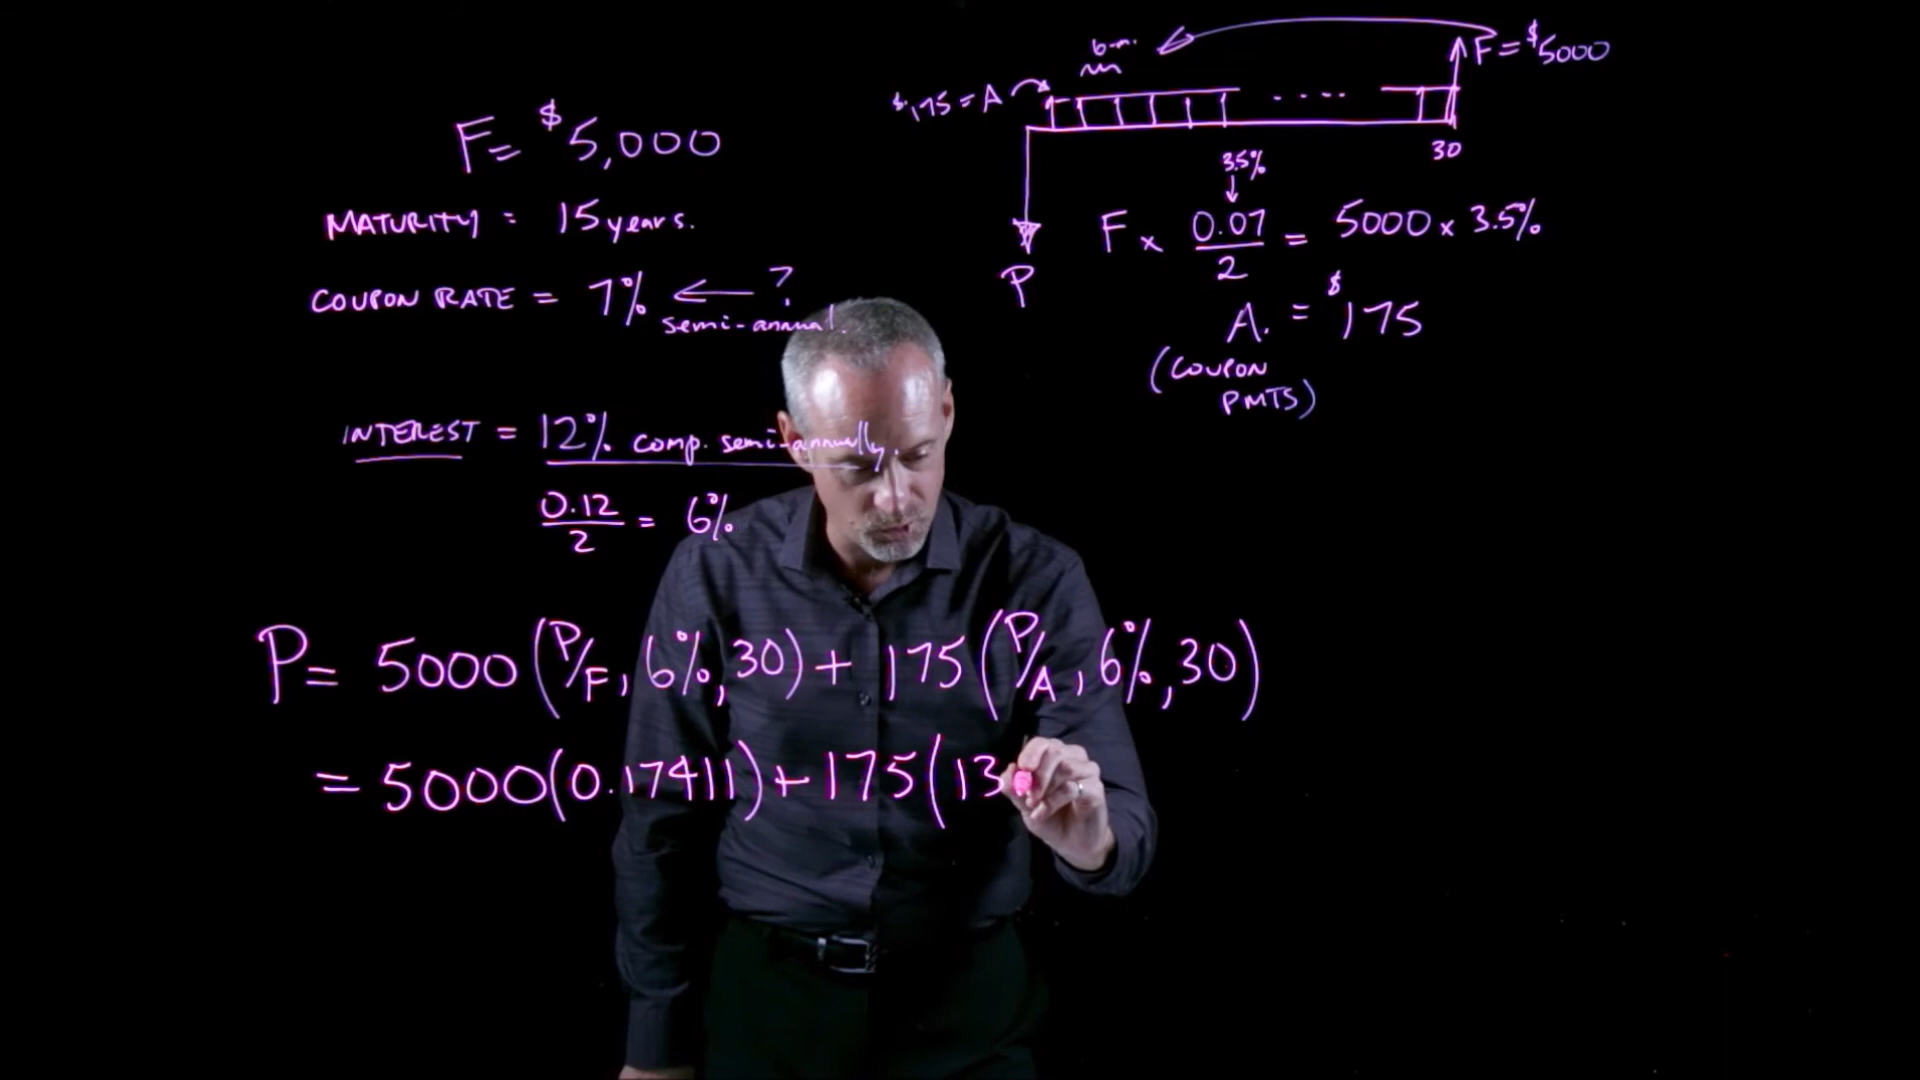 F= $5,000
MATURITY = 15 years.
COUPON RATE = 7% ← ?
semi-annual.
INTEREST = 12% comp. semi-annually.
0.12/2 = 6%
6-m.
F = $5000
$175 = A
....
30
P
3.5%
↓
F x 0.07/2 = 5000 x 3.5%
A. = $175
(COUPON
PMTS)
P= 5000 (P/F, 6%, 30) + 175 (P/A, 6%, 30)
= 5000(0.17411) + 175(13